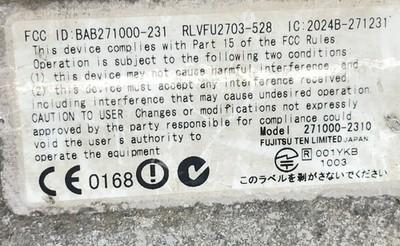 FCC ID:BAB271000-231 RLVFU2703-528 IC:2024B-271231
This device complies with Part 15 of the FCC Rules
Operation is subject to the following two conditions
(1) this device may not cause harmful interference, and
(2) this device must accept any interference received,
including interference that may cause undesired operation.
CAUTION TO USER: Changes or modifications not expressly
approved by the party responsible for compliance could
void the user's authority to
operate the equipment.
Model 271000-2310
FUJITSU TEN LIMITED JAPAN
CE 0168
R 001YKB
1003
このラベルを剥がさないでください